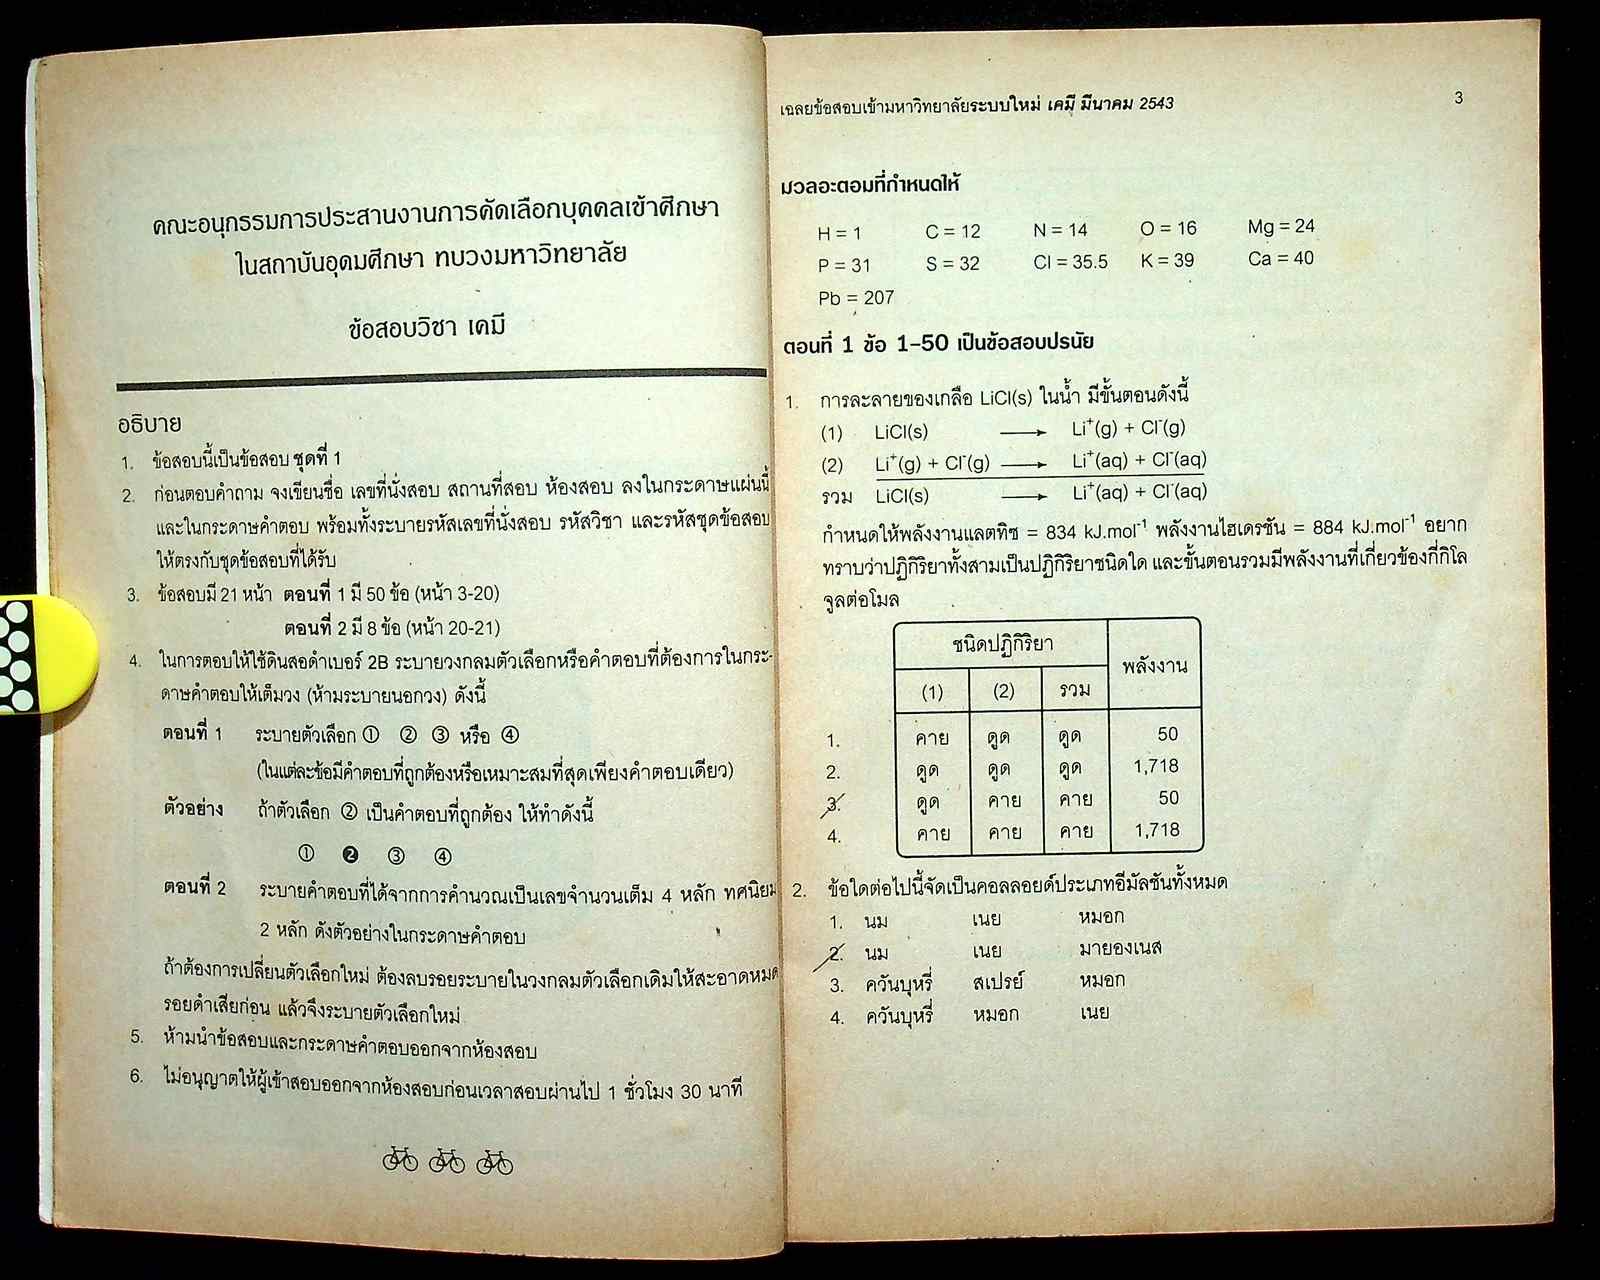 คณะอนุกรรมการประสานงานการคัดเลือกบุคคลเข้าศึกษา
ในสถาบันอุดมศึกษา ทบวงมหาวิทยาลัย
ข้อสอบวิชา เคมี
อธิบาย
1. ข้อสอบนี้เป็นข้อสอบ ชุดที่ 1
2. ก่อนตอบคำถาม จงเขียนชื่อ เลขที่นั่งสอบ สถานที่สอบ ห้องสอบ ลงในกระดาษแผ่นนี้
และในกระดาษคำตอบ พร้อมทั้งระบายรหัสเลขที่นั่งสอบ รหัสวิชา และรหัสชุดข้อสอบ
ให้ตรงกับชุดข้อสอบที่ได้รับ
3. ข้อสอบมี 21 หน้า ตอนที่ 1 มี 50 ข้อ (หน้า 3-20)
ตอนที่ 2 มี 8 ข้อ (หน้า 20-21)
4. ในการตอบให้ใช้ดินสอดำเบอร์ 2B ระบายวงกลมตัวเลือกหรือคำตอบที่ต้องการในกระ-
ดาษคำตอบให้เต็มวง (ห้ามระบายนอกวง) ดังนี้
ตอนที่ 1 ระบายตัวเลือก ① ② ③ หรือ ④
(ในแต่ละข้อมีคำตอบที่ถูกต้องหรือเหมาะสมที่สุดเพียงคำตอบเดียว)
ตัวอย่าง ถ้าตัวเลือก ② เป็นคำตอบที่ถูกต้อง ให้ทำดังนี้
① ❷ ③ ④
ตอนที่ 2 ระบายคำตอบที่ได้จากการคำนวณเป็นเลขจำนวนเต็ม 4 หลัก ทศนิยม
2 หลัก ดังตัวอย่างในกระดาษคำตอบ
ถ้าต้องการเปลี่ยนตัวเลือกใหม่ ต้องลบรอยระบายในวงกลมตัวเลือกเดิมให้สะอาดหมด
รอยดำเสียก่อน แล้วจึงระบายตัวเลือกใหม่
5. ห้ามนำข้อสอบและกระดาษคำตอบออกจากห้องสอบ
6. ไม่อนุญาตให้ผู้เข้าสอบออกจากห้องสอบก่อนเวลาสอบผ่านไป 1 ชั่วโมง 30 นาที
เฉลยข้อสอบเข้ามหาวิทยาลัยระบบใหม่ เคมี มีนาคม 2543 3
มวลอะตอมที่กำหนดให้
H = 1 C = 12 N = 14 O = 16 Mg = 24
P = 31 S = 32 Cl = 35.5 K = 39 Ca = 40
Pb = 207
ตอนที่ 1 ข้อ 1-50 เป็นข้อสอบปรนัย
1. การละลายของเกลือ LiCl(s) ในน้ำ มีขั้นตอนดังนี้
(1) LiCl(s) ⟶ Li⁺(g) + Cl⁻(g)
(2) Li⁺(g) + Cl⁻(g) ⟶ Li⁺(aq) + Cl⁻(aq)
รวม LiCl(s) ⟶ Li⁺(aq) + Cl⁻(aq)
กำหนดให้พลังงานแลตทิช = 834 kJ.mol⁻¹ พลังงานไฮเดรชัน = 884 kJ.mol⁻¹ อยาก
ทราบว่าปฏิกิริยาทั้งสามเป็นปฏิกิริยาชนิดใด และขั้นตอนรวมมีพลังงานที่เกี่ยวข้องกี่กิโล
จูลต่อโมล
ชนิดปฏิกิริยา พลังงาน
(1) (2) รวม
1. คาย ดูด ดูด 50
2. ดูด ดูด ดูด 1,718
3. ดูด คาย คาย 50
4. คาย คาย คาย 1,718
2. ข้อใดต่อไปนี้จัดเป็นคอลลอยด์ประเภทอีมัลชันทั้งหมด
1. นม เนย หมอก
2. นม เนย มายองเนส
3. ควันบุหรี่ สเปรย์ หมอก
4. ควันบุหรี่ หมอก เนย